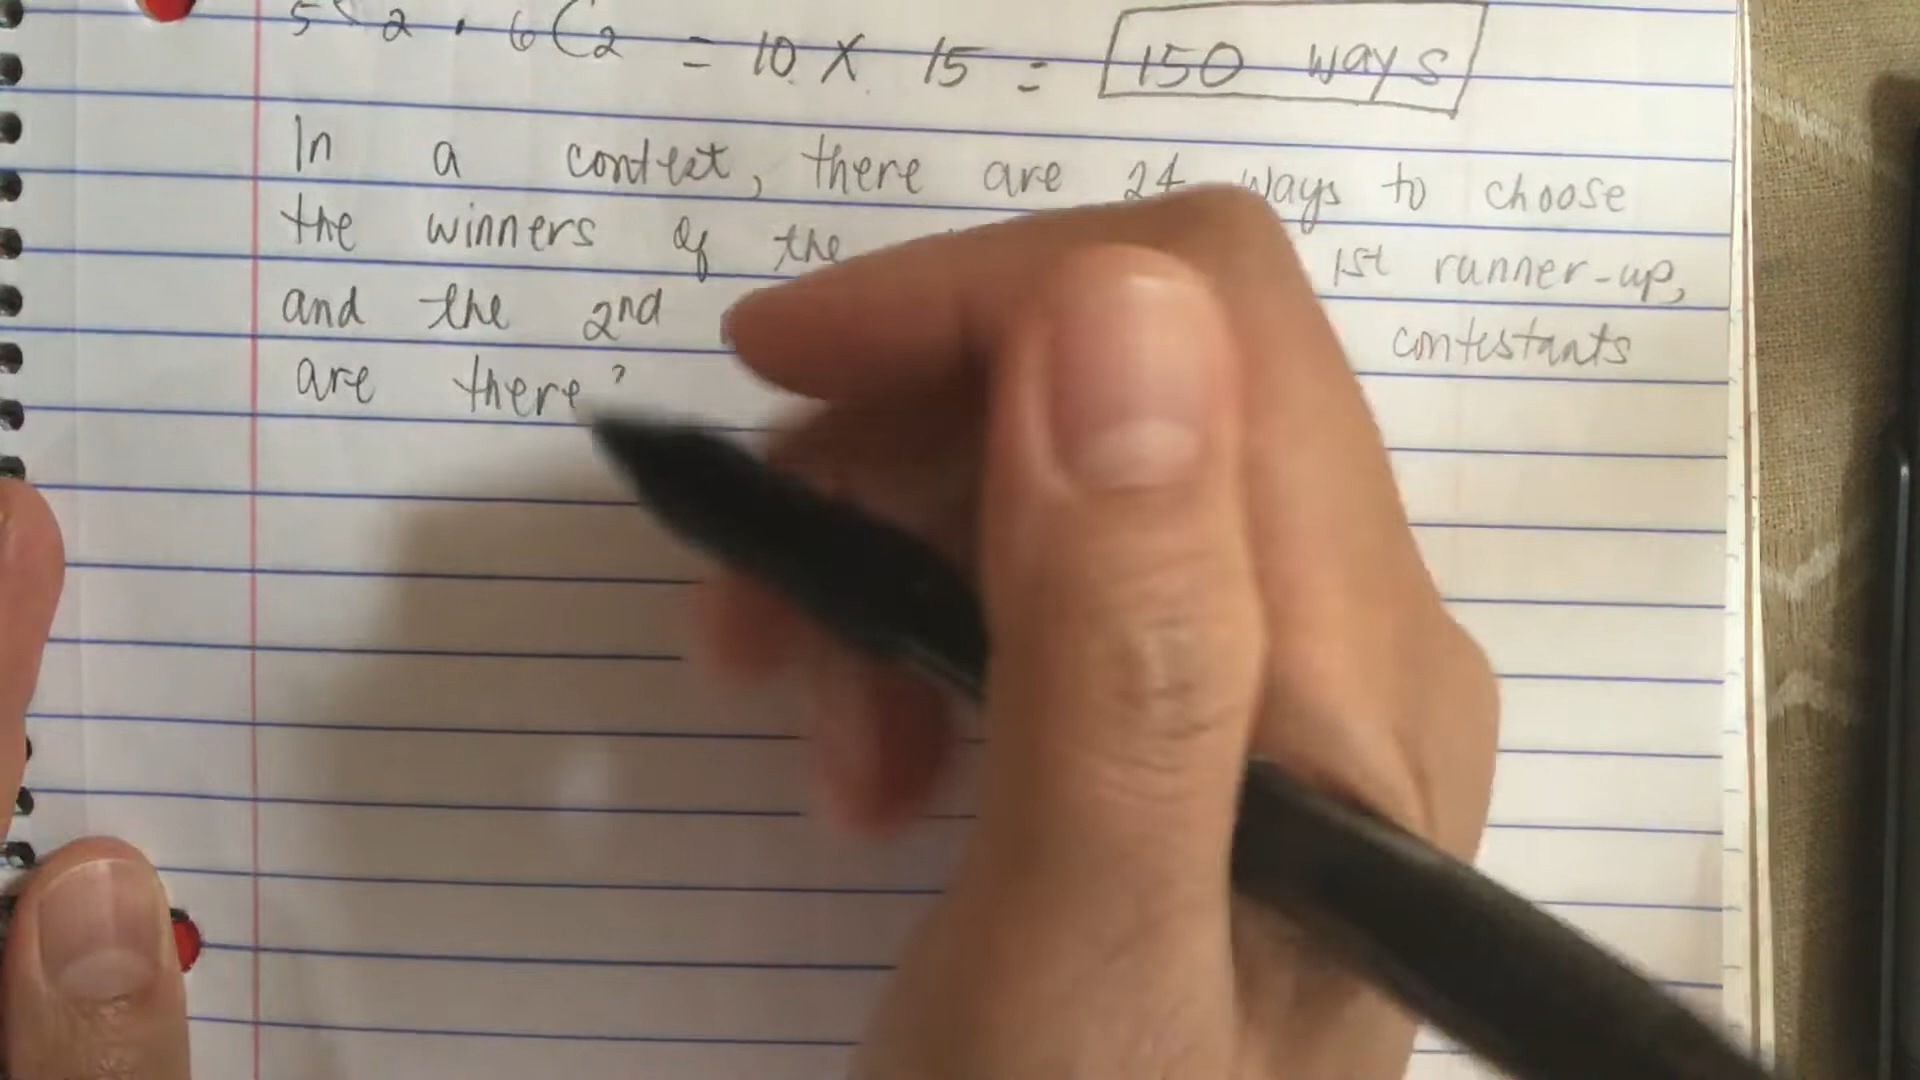 5C2 · 6C2 = 10 X 15 = 150 ways
In a contest, there are 24 ways to choose
the winners of the 1st runner-up,
and the 2nd contestants
are there?